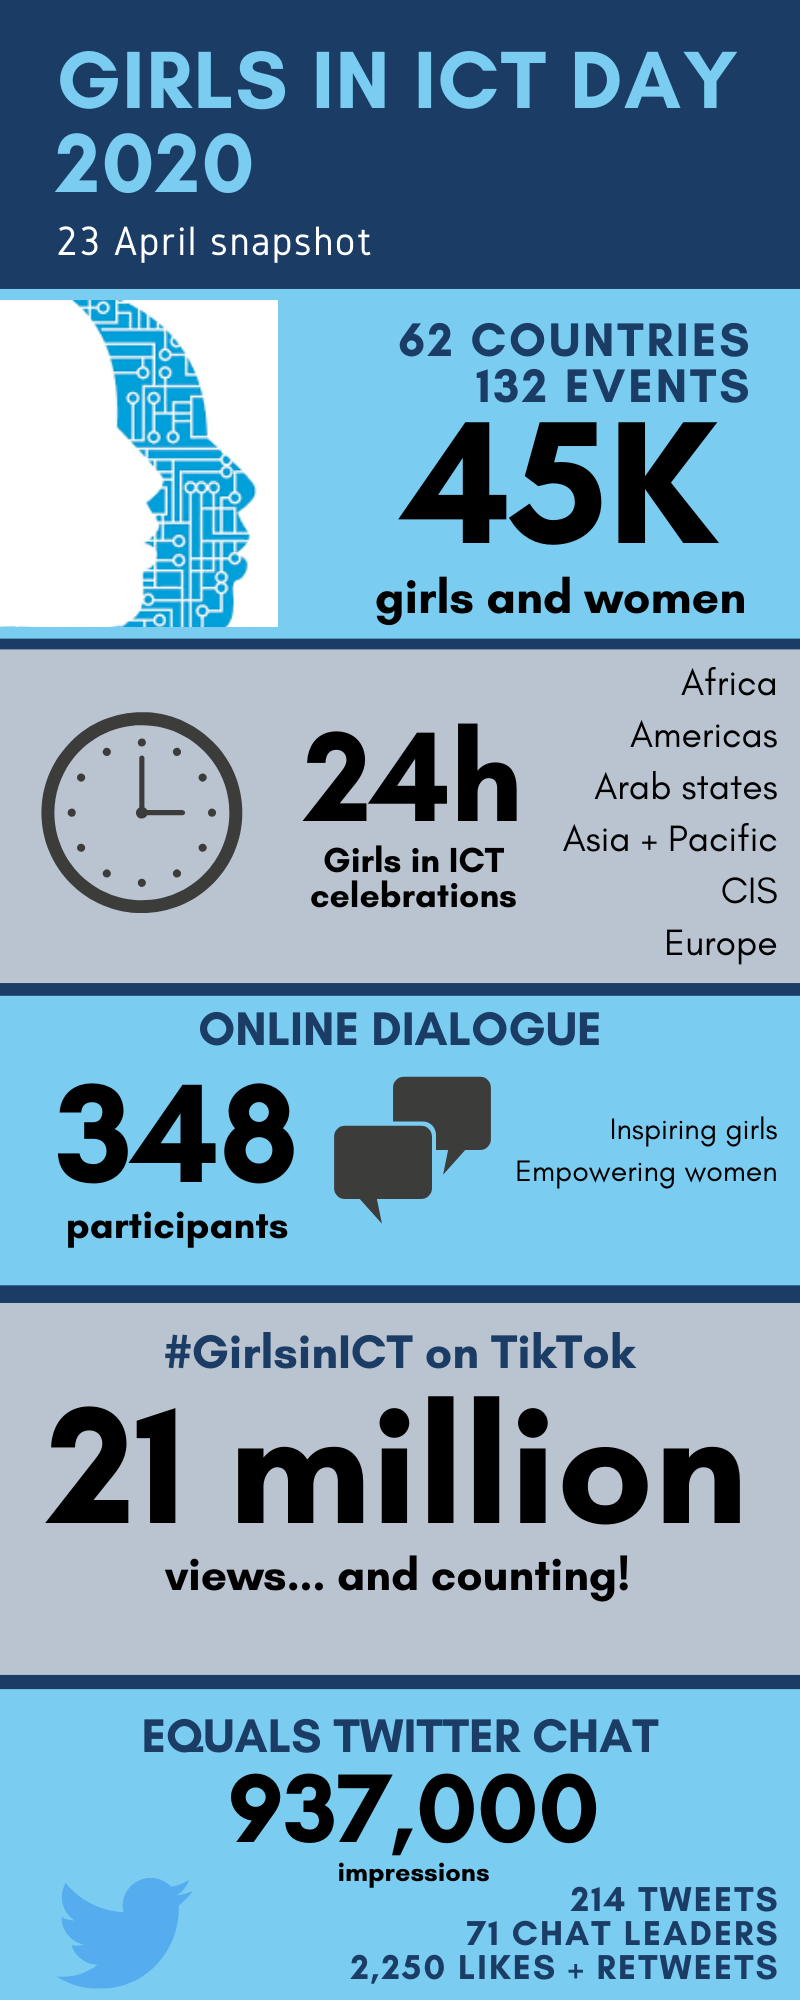 GIRLS IN ICT DAY
2020
23 April snapshot
62 COUNTRIES
132 EVENTS
45K
girls and women
24h
Girls in ICT
celebrations
Africa
Americas
Arab states
Asia + Pacific
CIS
Europe
ONLINE DIALOGUE
348
participants
Inspiring girls
Empowering women
#GirlsinICT on TikTok
21 million
views... and counting!
EQUALS TWITTER CHAT
937,000
impressions
214 TWEETS
71 CHAT LEADERS
2,250 LIKES + RETWEETS